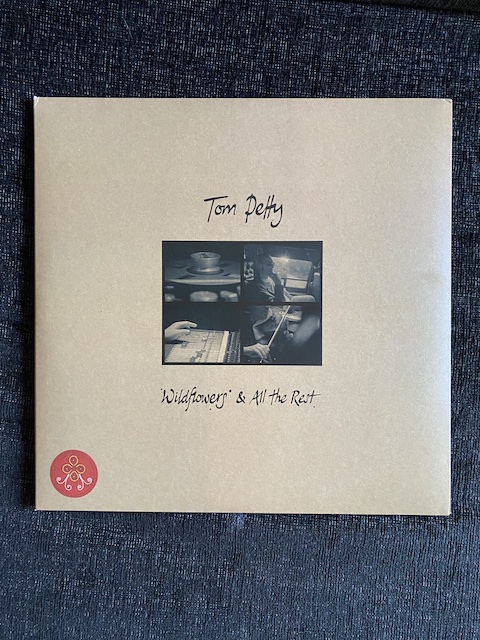 Tom Petty
"Wildflowers" & All the Rest